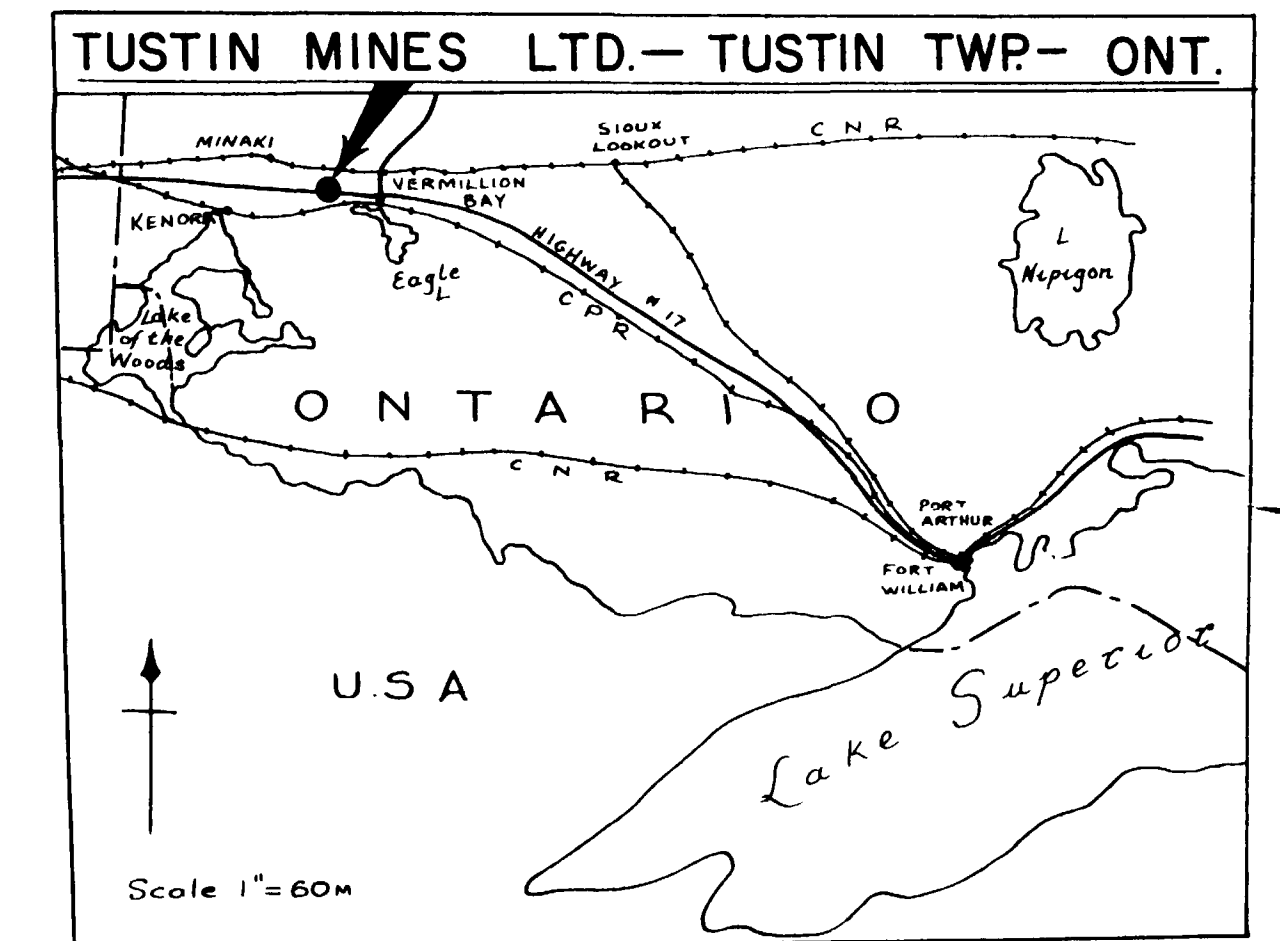 TUSTIN MINES LTD.— TUSTIN TWP.— ONT.
MINAKI
SIOUX
LOOKOUT
C N R
VERMILLION
BAY
KENORA
HIGHWAY N 17
L
Nipigon
Eagle
L
C P R
Lake
of the
Woods
ONTARIO
C N R
PORT
ARTHUR
FORT
WILLIAM
U.S A
Lake Superior
Scale 1"= 60M